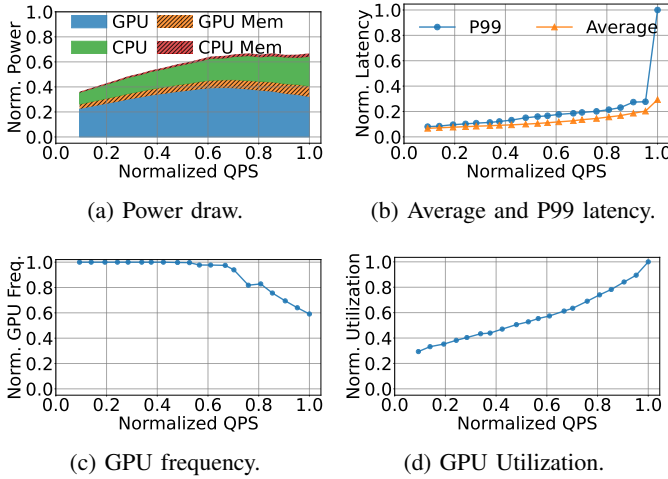 GPU
GPU Mem
CPU
CPU Mem
Norm. Power
1.0
0.8
0.6
0.4
0.2
0.0
0.0 0.2 0.4 0.6 0.8 1.0
Normalized QPS
(a) Power draw.
P99
Average
Norm. Latency
1.0
0.8
0.6
0.4
0.2
0.0
0.0 0.2 0.4 0.6 0.8 1.0
Normalized QPS
(b) Average and P99 latency.
Norm. GPU Freq.
1.0
0.8
0.6
0.4
0.2
0.0
0.0 0.2 0.4 0.6 0.8 1.0
Normalized QPS
(c) GPU frequency.
Norm. Utilization
1.0
0.8
0.6
0.4
0.2
0.0
0.0 0.2 0.4 0.6 0.8 1.0
Normalized QPS
(d) GPU Utilization.